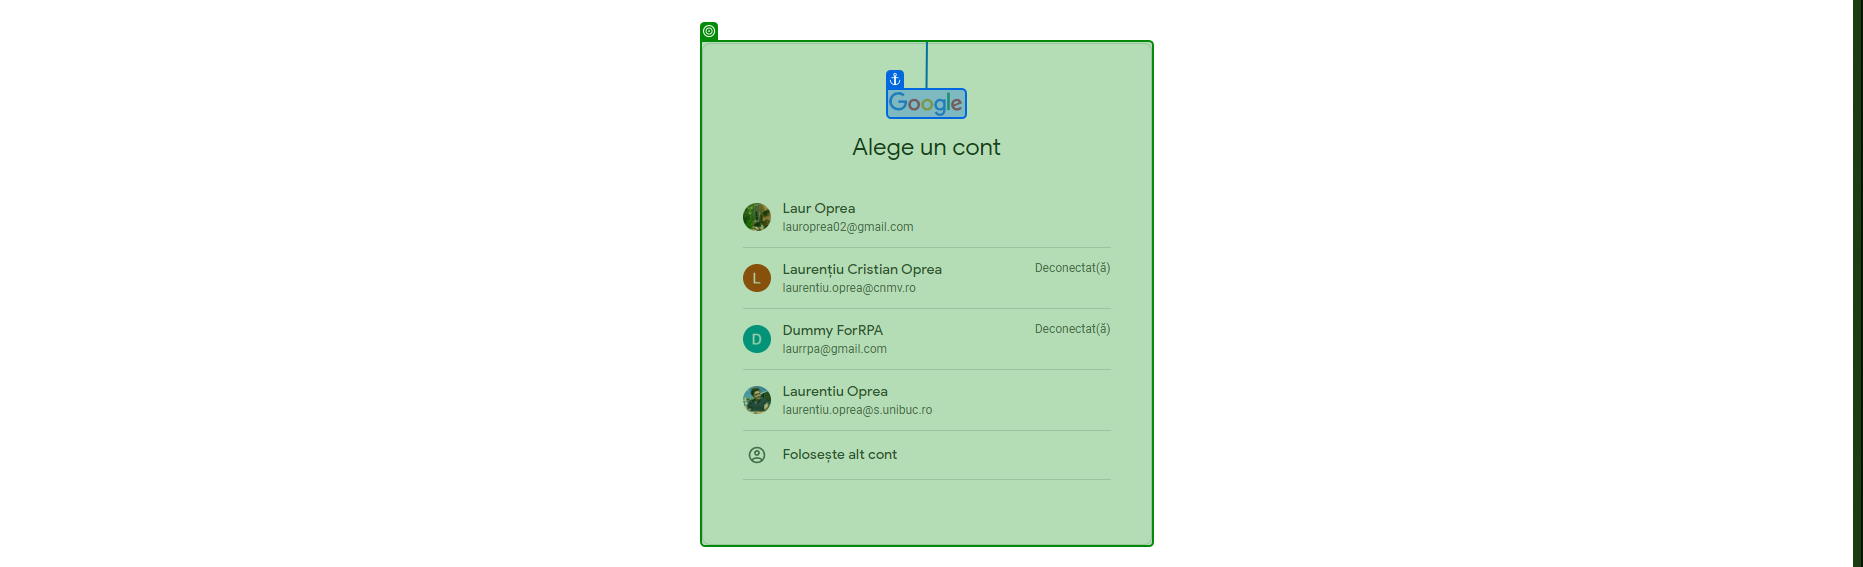 Google
Alege un cont
Laur Oprea
lauroprea02@gmail.com
Laurențiu Cristian Oprea
Deconectat(ă)
laurentiu.oprea@cnmv.ro
L
Dummy ForRPA
Deconectat(ă)
laurrpa@gmail.com
D
Laurentiu Oprea
laurentiu.oprea@s.unibuc.ro
Folosește alt cont